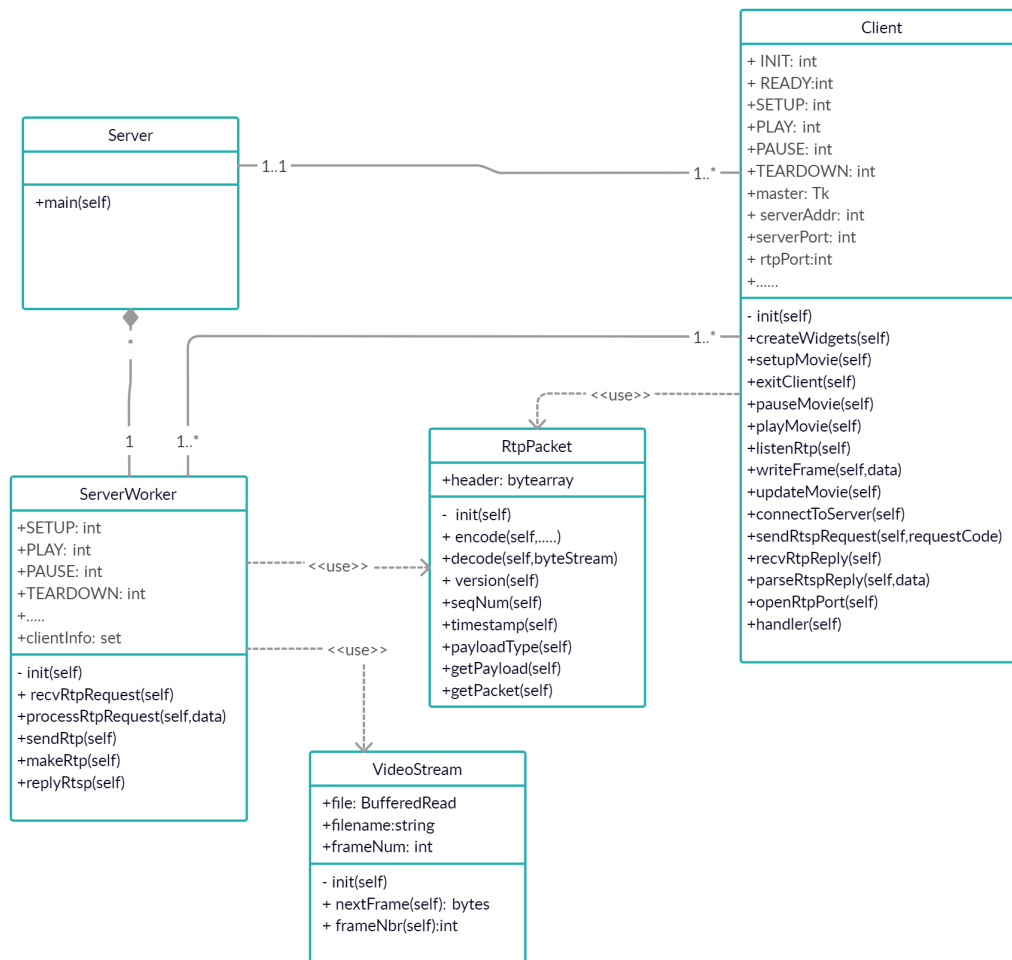 Client
+ INIT: int
+ READY:int
+SETUP: int
+PLAY: int
+PAUSE: int
+TEARDOWN: int
+master: Tk
+ serverAddr: int
+serverPort: int
+ rtpPort:int
+......
- init(self)
+createWidgets(self)
+setupMovie(self)
+exitClient(self)
+pauseMovie(self)
+playMovie(self)
+listenRtp(self)
+writeFrame(self,data)
+updateMovie(self)
+connectToServer(self)
+sendRtspRequest(self,requestCode)
+recvRtpReply(self)
+parseRtspReply(self,data)
+openRtpPort(self)
+handler(self)
Server
+main(self)
1..1
1..*
*
1
1..*
1..*
<<use>>
RtpPacket
+header: bytearray
- init(self)
+ encode(self,.....)
+decode(self,byteStream)
+ version(self)
+seqNum(self)
+timestamp(self)
+payloadType(self)
+getPayload(self)
+getPacket(self)
ServerWorker
+SETUP: int
+PLAY: int
+PAUSE: int
+TEARDOWN: int
+.....
+clientInfo: set
- init(self)
+ recvRtpRequest(self)
+processRtpRequest(self,data)
+sendRtp(self)
+makeRtp(self)
+replyRtsp(self)
<<use>>
<<use>>
VideoStream
+file: BufferedRead
+filename:string
+frameNum: int
- init(self)
+ nextFrame(self): bytes
+ frameNbr(self):int